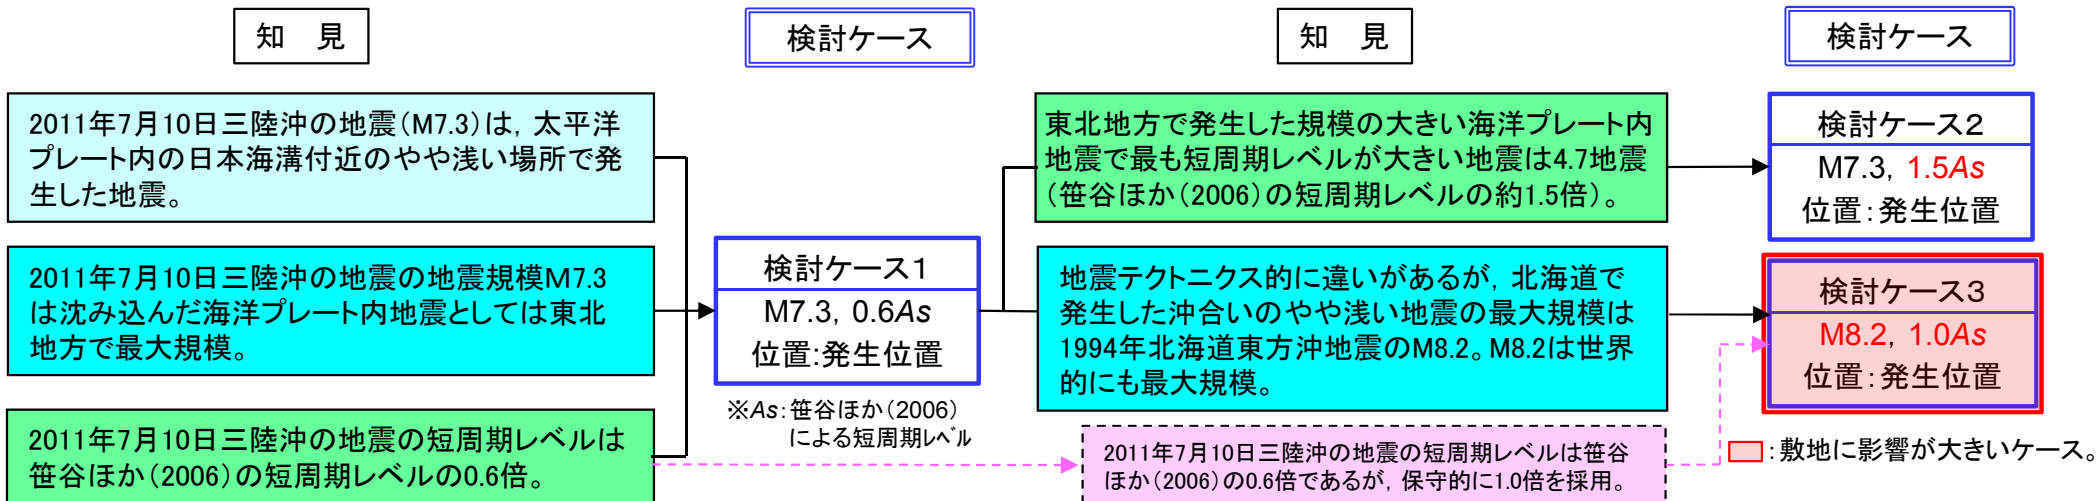 知　見
検討ケース
知　見
検討ケース
2011年7月10日三陸沖の地震（M7.3）は，太平洋
プレート内の日本海溝付近のやや浅い場所で発
生した地震。
2011年7月10日三陸沖の地震の地震規模M7.3
は沈み込んだ海洋プレート内地震としては東北
地方で最大規模。
2011年7月10日三陸沖の地震の短周期レベルは
笹谷ほか（2006）の短周期レベルの0.6倍。
検討ケース１
M7.3，0.6As
位置：発生位置
※As：笹谷ほか（2006）
による短周期ﾚﾍﾞﾙ
東北地方で発生した規模の大きい海洋プレート内
地震で最も短周期レベルが大きい地震は4.7地震
（笹谷ほか（2006）の短周期レベルの約1.5倍）。
地震テクトニクス的に違いがあるが，北海道で
発生した沖合いのやや浅い地震の最大規模は
1994年北海道東方沖地震のM8.2。M8.2は世界
的にも最大規模。
2011年7月10日三陸沖の地震の短周期レベルは笹谷
ほか（2006）の0.6倍であるが，保守的に1.0倍を採用。
検討ケース２
M7.3，1.5As
位置：発生位置
検討ケース３
M8.2，1.0As
位置：発生位置
：敷地に影響が大きいケース。